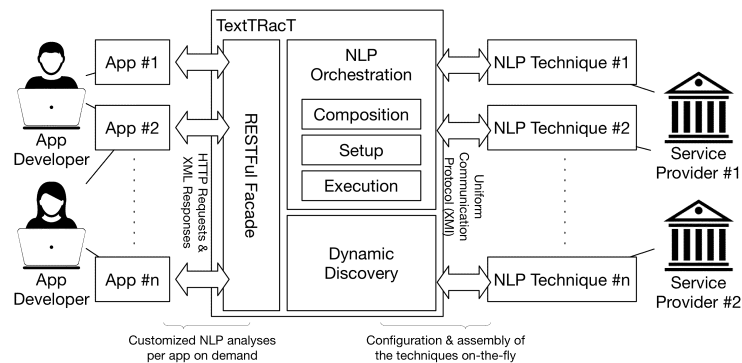 TextTRacT
App #1
App #2
App #n
App
Developer
App
Developer
HTTP Requests &
XML Responses
RESTFul Facade
NLP
Orchestration
Composition
Setup
Execution
Dynamic
Discovery
Uniform
Communication
Protocol (XMI)
NLP Technique #1
NLP Technique #2
NLP Technique #n
Service
Provider #1
Service
Provider #2
Customized NLP analyses
per app on demand
Configuration & assembly of
the techniques on-the-fly